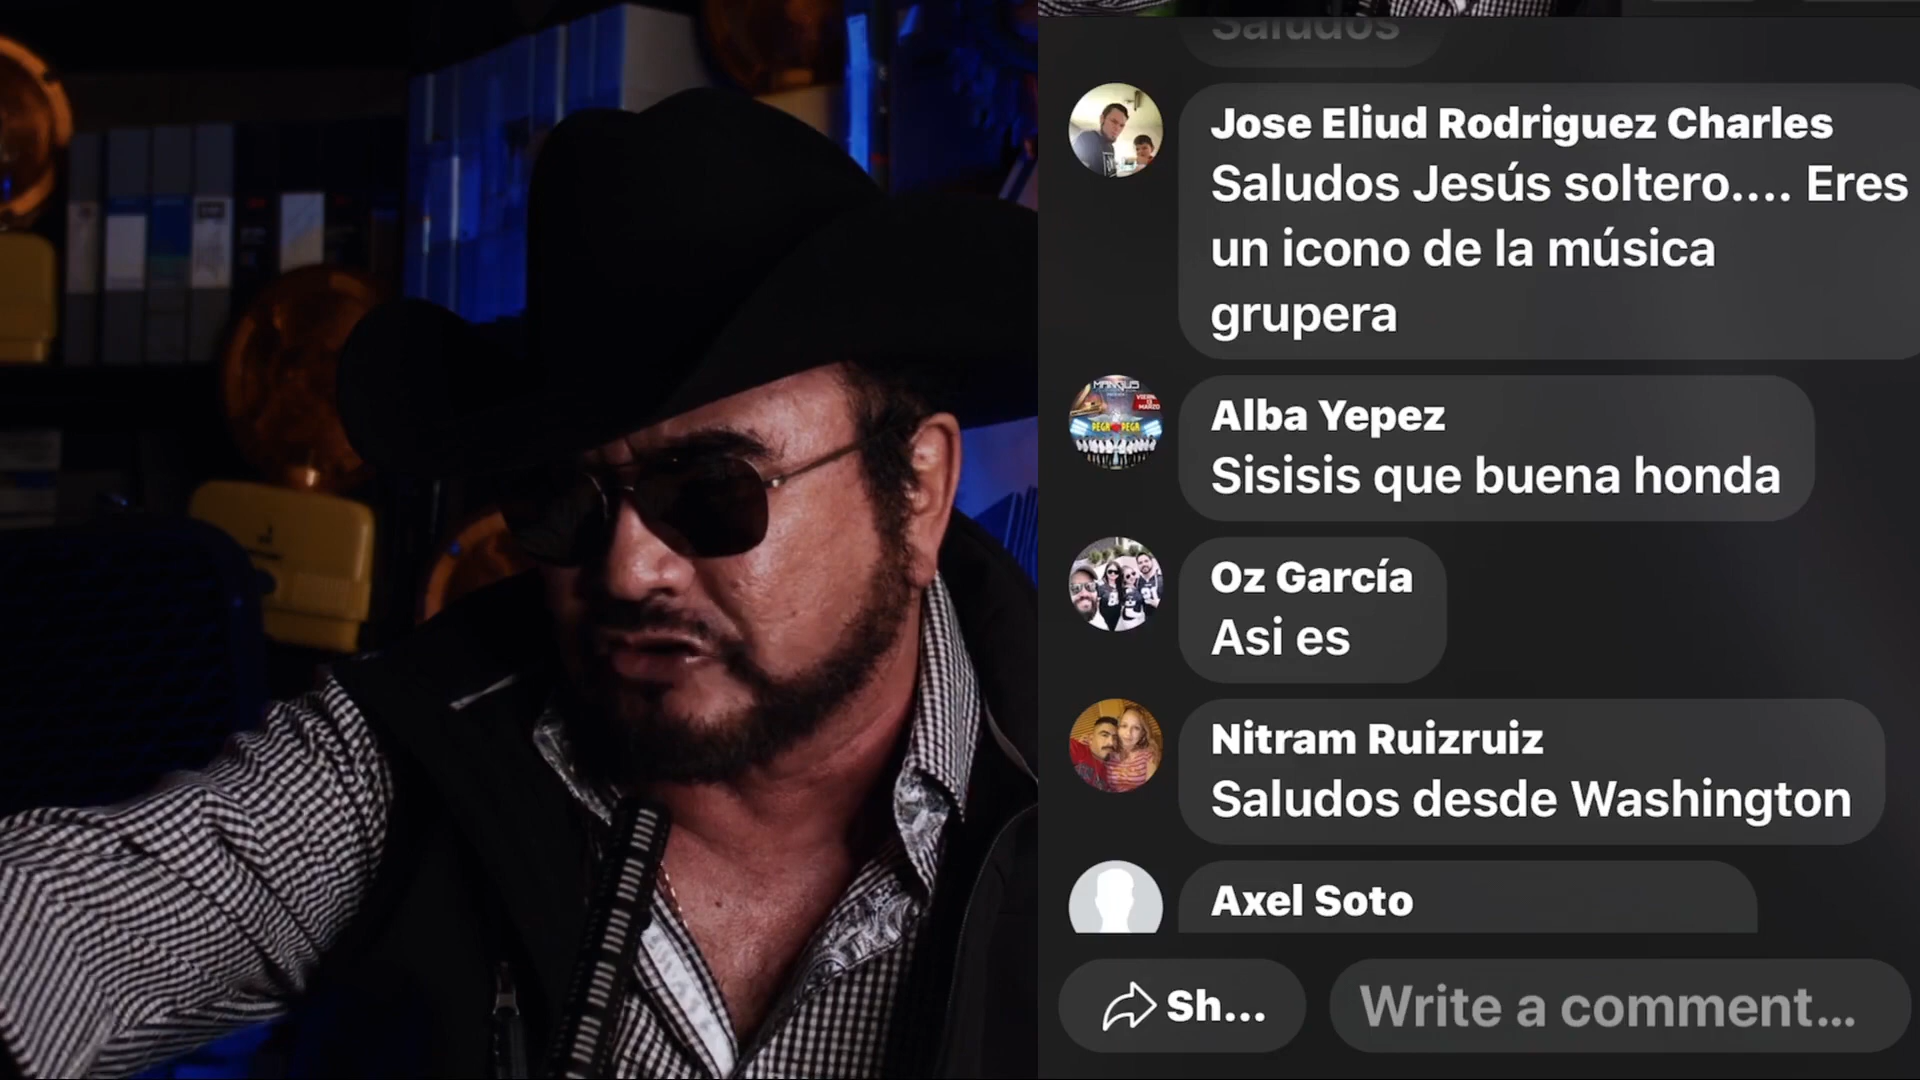 Saludos
Jose Eliud Rodriguez Charles
Saludos Jesús soltero.... Eres
un icono de la música
grupera
Alba Yepez
Sisisis que buena honda
Oz García
Asi es
Nitram Ruizruiz
Saludos desde Washington
Axel Soto
Sh...
Write a comment...